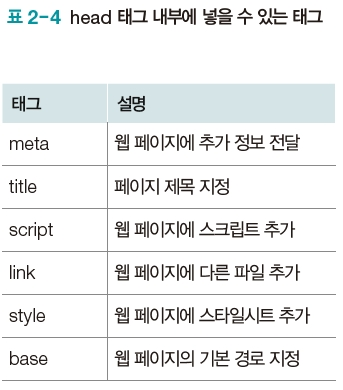 표 2-4 head 태그 내부에 넣을 수 있는 태그
태그 설명
meta 웹 페이지에 추가 정보 전달
title 페이지 제목 지정
script 웹 페이지에 스크립트 추가
link 웹 페이지에 다른 파일 추가
style 웹 페이지에 스타일시트 추가
base 웹 페이지의 기본 경로 지정